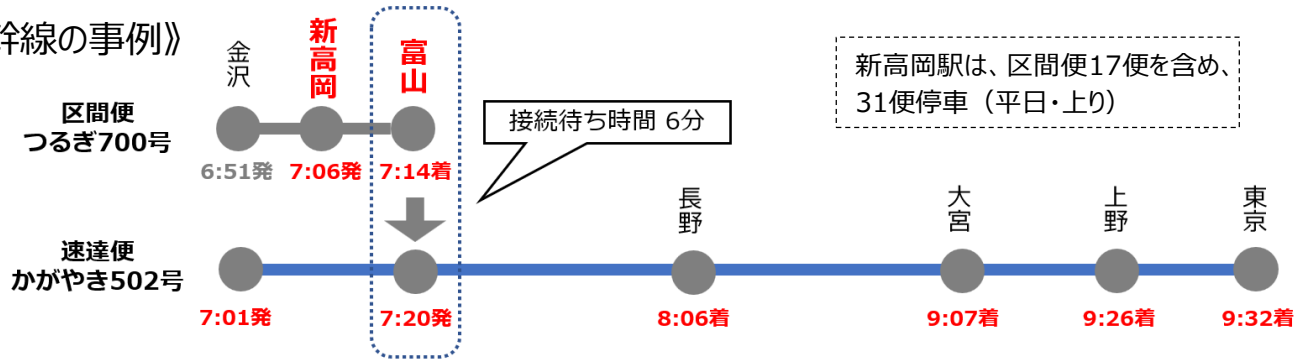 幹線の事例》
金沢
新高岡
富山
区間便
つるぎ700号
6:51発
7:06発
7:14着
接続待ち時間 6分
新高岡駅は、区間便17便を含め、
31便停車（平日・上り）
長野
大宮
上野
東京
速達便
かがやき502号
7:01発
7:20発
8:06着
9:07着
9:26着
9:32着